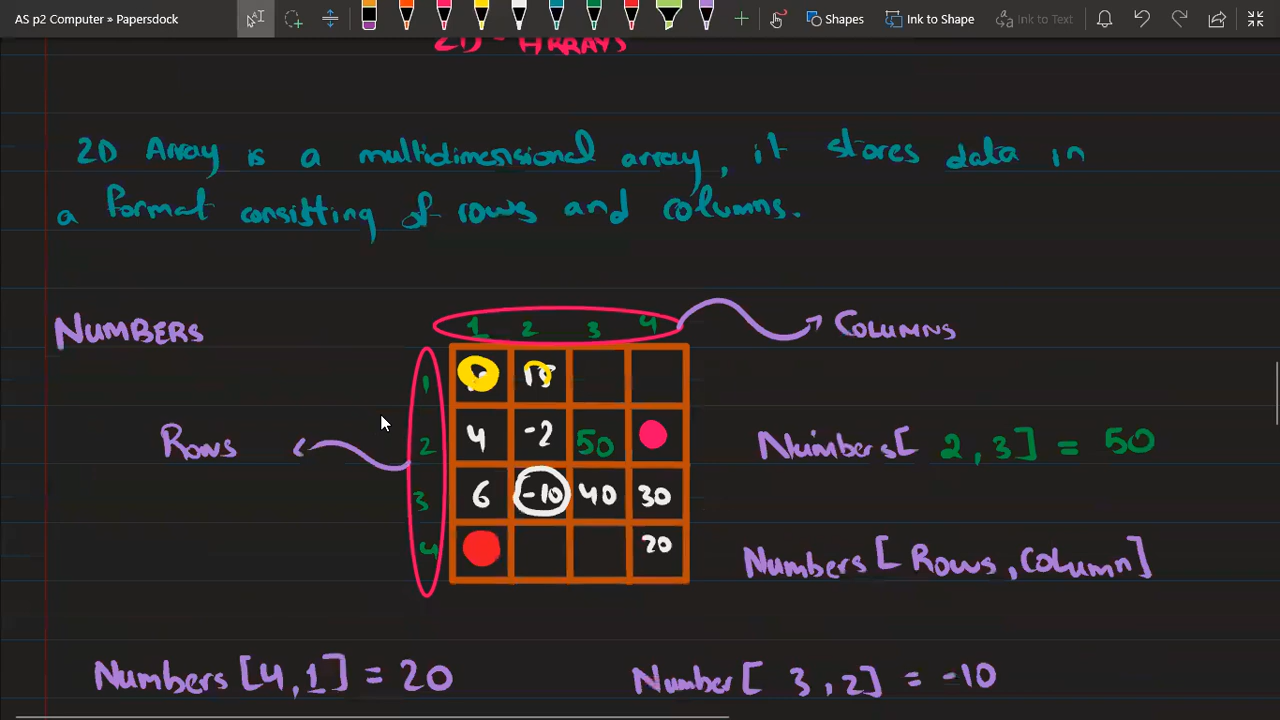 AS p2 Computer » Papersdock
Shapes
Ink to Shape
Ink to Text
2D - ARRAYS
2D Array is a multidimensional array, it stores data in
a format consisting of rows and columns.
NUMBERS
1 2 3 4
COLUMNS
1 15
Rows
2 4 -2 50
Numbers[ 2,3] = 50
3 6 -10 40 30
4 20
Numbers[ Rows, Column]
Numbers [4,1] = 20
Number[ 3,2] = -10